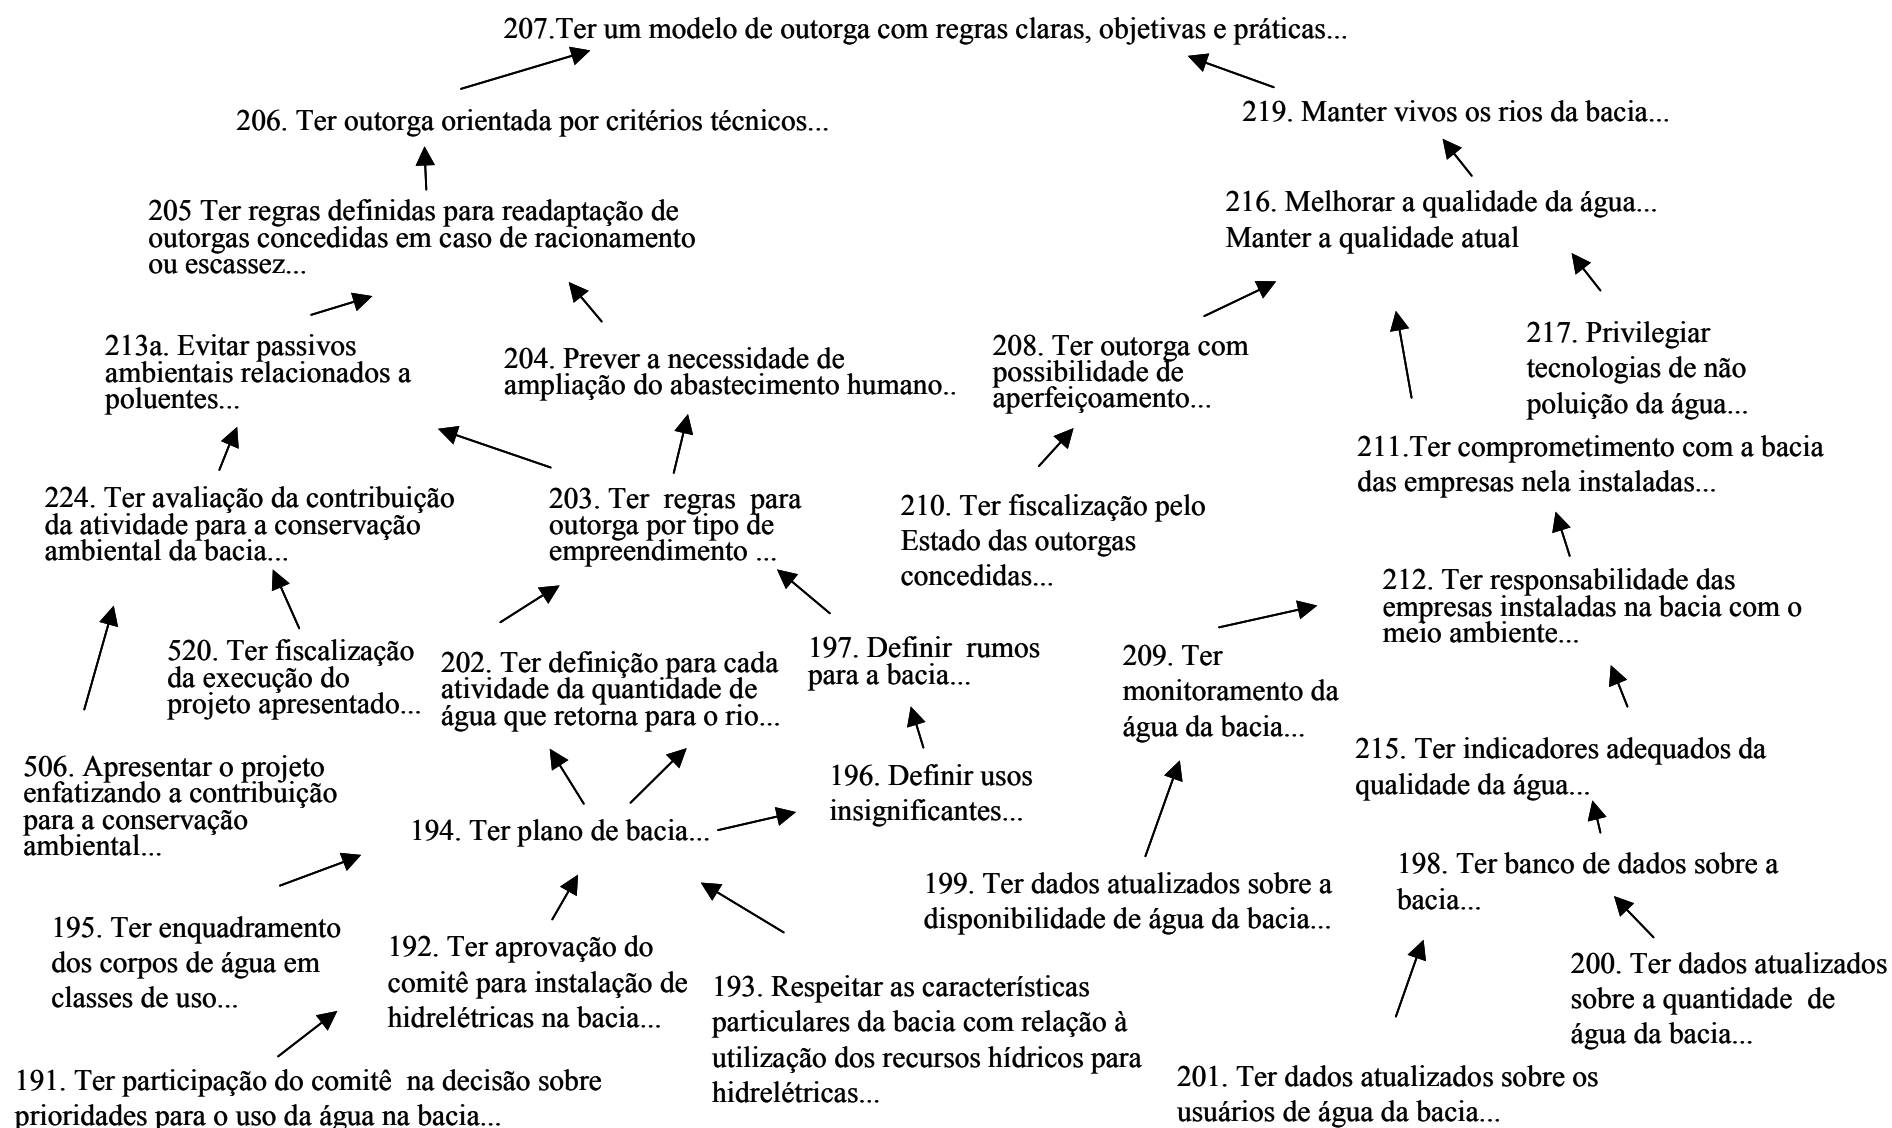 207.Ter um modelo de outorga com regras claras, objetivas e práticas...
206. Ter outorga orientada por critérios técnicos...
219. Manter vivos os rios da bacia...
205 Ter regras definidas para readaptação de
outorgas concedidas em caso de racionamento
ou escassez...
216. Melhorar a qualidade da água...
Manter a qualidade atual
213a. Evitar passivos
ambientais relacionados a
poluentes...
204. Prever a necessidade de
ampliação do abastecimento humano..
208. Ter outorga com
possibilidade de
aperfeiçoamento...
217. Privilegiar
tecnologias de não
poluição da água...
211.Ter comprometimento com a bacia
das empresas nela instaladas...
224. Ter avaliação da contribuição
da atividade para a conservação
ambiental da bacia...
203. Ter regras para
outorga por tipo de
empreendimento ...
210. Ter fiscalização pelo
Estado das outorgas
concedidas...
212. Ter responsabilidade das
empresas instaladas na bacia com o
meio ambiente...
520. Ter fiscalização
da execução do
projeto apresentado...
202. Ter definição para cada
atividade da quantidade de
água que retorna para o rio...
197. Definir rumos
para a bacia...
209. Ter
monitoramento da
água da bacia...
215. Ter indicadores adequados da
qualidade da água...
506. Apresentar o projeto
enfatizando a contribuição
para a conservação
ambiental...
194. Ter plano de bacia...
196. Definir usos
insignificantes...
199. Ter dados atualizados sobre a
disponibilidade de água da bacia...
198. Ter banco de dados sobre a
bacia...
195. Ter enquadramento
dos corpos de água em
classes de uso...
192. Ter aprovação do
comitê para instalação de
hidrelétricas na bacia...
193. Respeitar as características
particulares da bacia com relação à
utilização dos recursos hídricos para
hidrelétricas...
200. Ter dados atualizados
sobre a quantidade de
água da bacia...
191. Ter participação do comitê na decisão sobre
prioridades para o uso da água na bacia...
201. Ter dados atualizados sobre os
usuários de água da bacia...